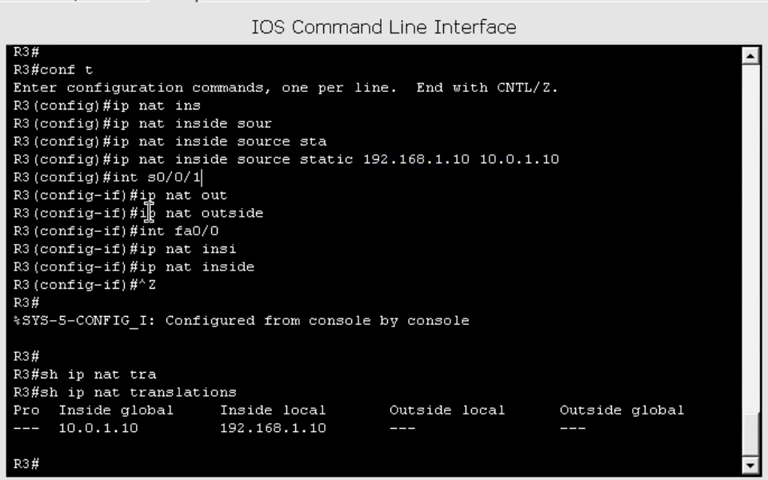 IOS Command Line Interface
R3#
R3#conf t
Enter configuration commands, one per line.  End with CNTL/Z.
R3(config)#ip nat ins
R3(config)#ip nat inside sour
R3(config)#ip nat inside source sta
R3(config)#ip nat inside source static 192.168.1.10 10.0.1.10
R3(config)#int s0/0/1
R3(config-if)#ip nat out
R3(config-if)#ip nat outside
R3(config-if)#int fa0/0
R3(config-if)#ip nat insi
R3(config-if)#ip nat inside
R3(config-if)#^Z
R3#
%SYS-5-CONFIG_I: Configured from console by console
R3#
R3#sh ip nat tra
R3#sh ip nat translations
Pro  Inside global     Inside local       Outside local      Outside global
---  10.0.1.10         192.168.1.10       ---                ---
R3#